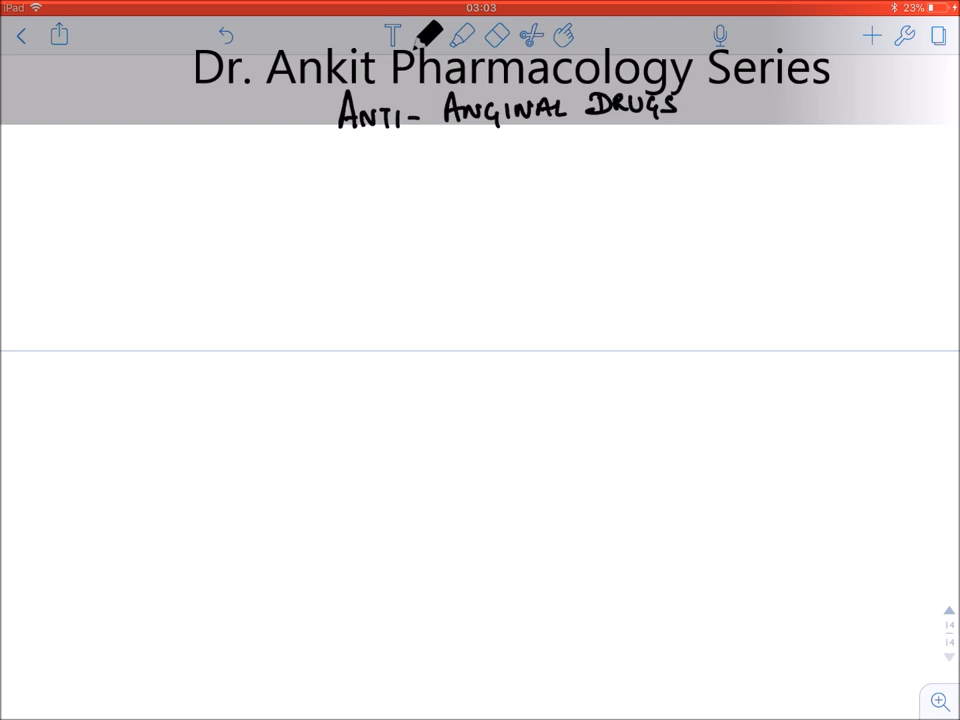 iPad 03:03 23%
T
Dr. Ankit Pharmacology Series
ANTI- ANGINAL DRUGS
14
14